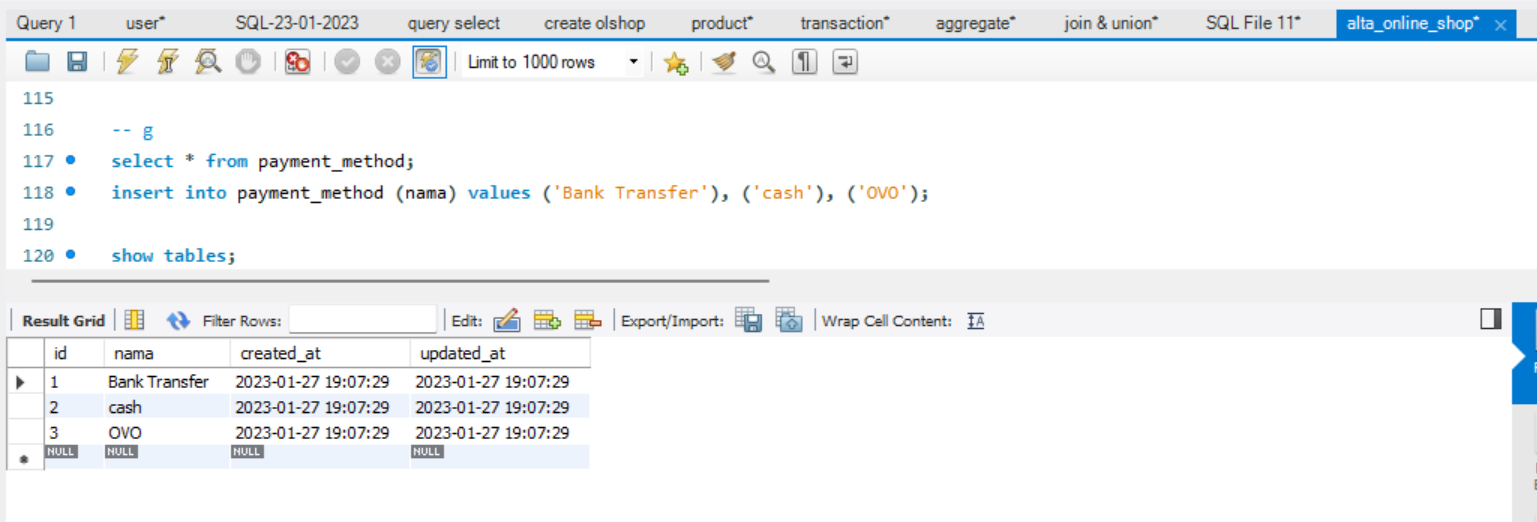 Query 1 user* SQL-23-01-2023 query select create olshop product* transaction* aggregate* join & union* SQL File 11* alta_online_shop*
Limit to 1000 rows
115
116 -- g
117 select * from payment_method;
118 insert into payment_method (nama) values ('Bank Transfer'), ('cash'), ('OVO');
119
120 show tables;
Result Grid Filter Rows: Edit: Export/Import: Wrap Cell Content: IA
id nama created_at updated_at
1 Bank Transfer 2023-01-27 19:07:29 2023-01-27 19:07:29
2 cash 2023-01-27 19:07:29 2023-01-27 19:07:29
3 OVO 2023-01-27 19:07:29 2023-01-27 19:07:29
NULL NULL NULL NULL